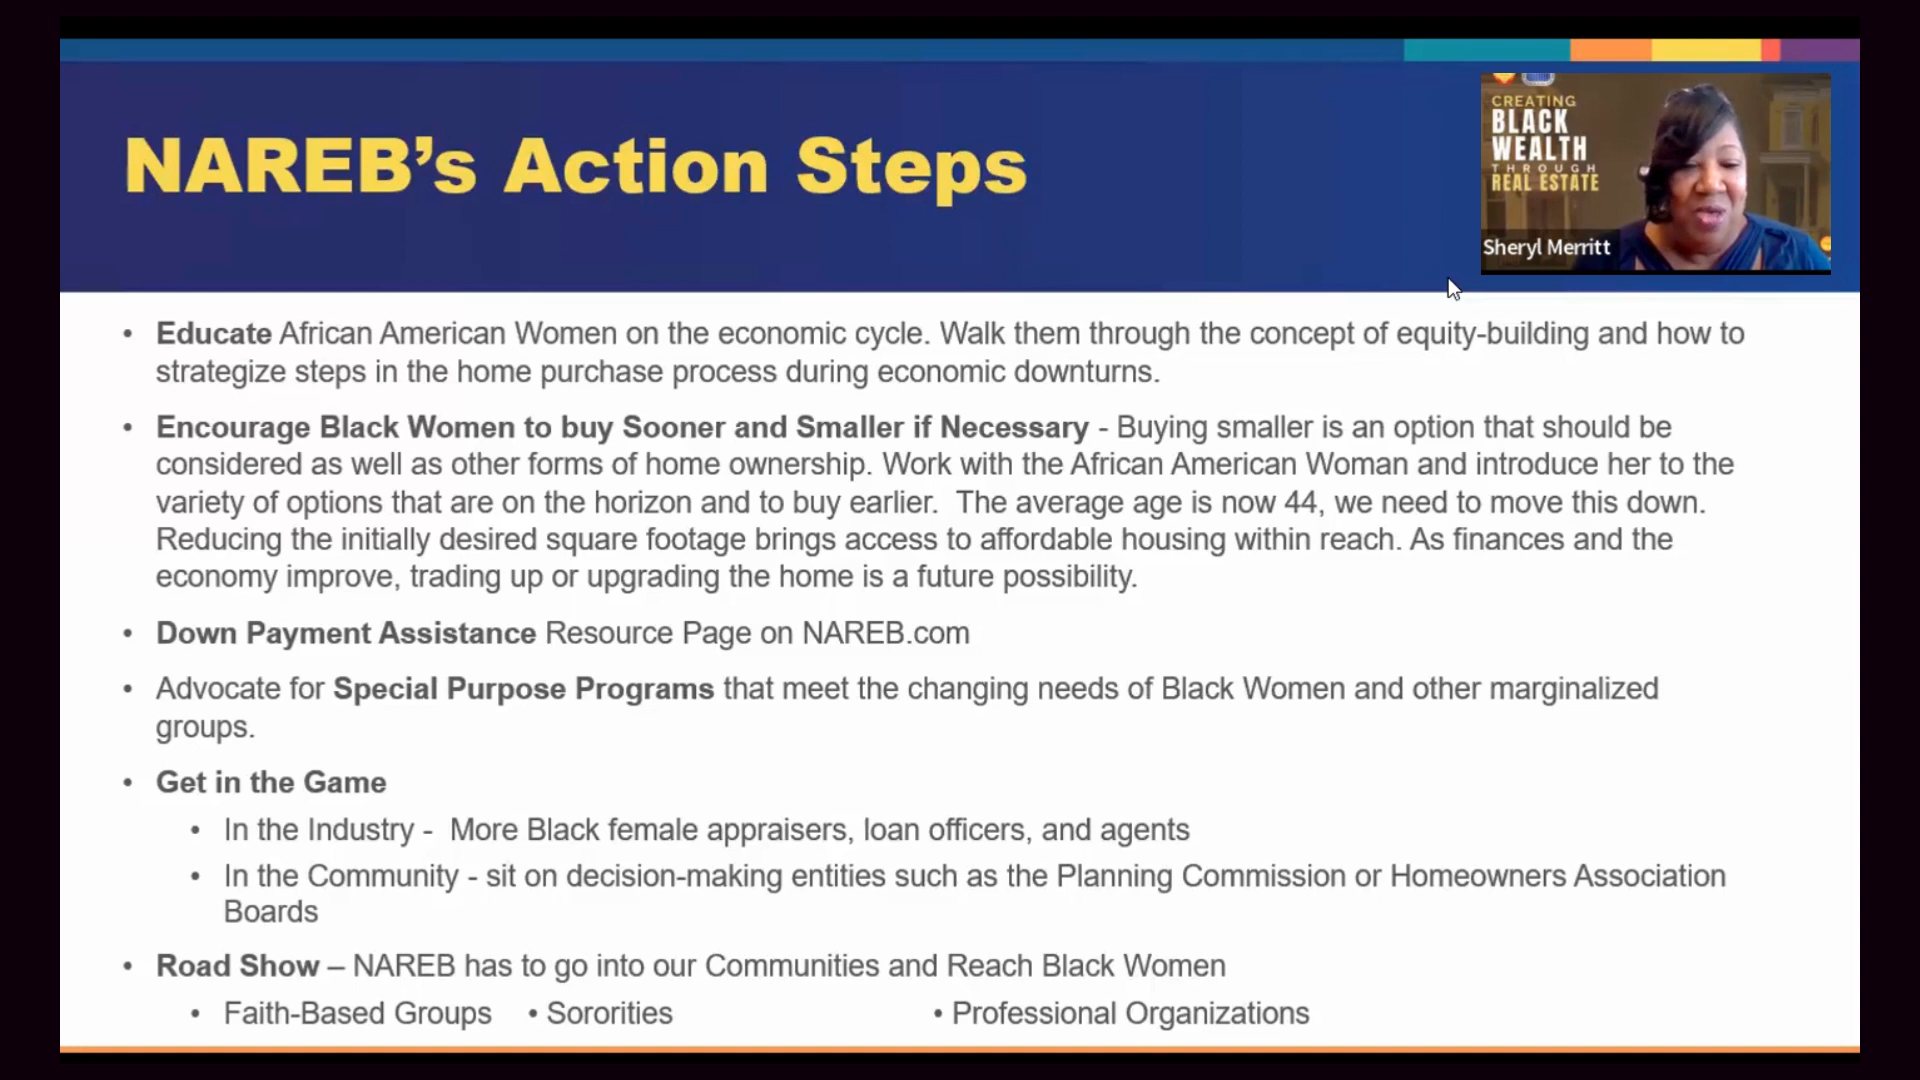 NAREB's Action Steps
CREATING
BLACK
WEALTH
THROUGH
REAL ESTATE
Sheryl Merritt
• Educate African American Women on the economic cycle. Walk them through the concept of equity-building and how to
strategize steps in the home purchase process during economic downturns.
• Encourage Black Women to buy Sooner and Smaller if Necessary - Buying smaller is an option that should be
considered as well as other forms of home ownership. Work with the African American Woman and introduce her to the
variety of options that are on the horizon and to buy earlier.  The average age is now 44, we need to move this down.
Reducing the initially desired square footage brings access to affordable housing within reach. As finances and the
economy improve, trading up or upgrading the home is a future possibility.
• Down Payment Assistance Resource Page on NAREB.com
• Advocate for Special Purpose Programs that meet the changing needs of Black Women and other marginalized
groups.
• Get in the Game
• In the Industry -  More Black female appraisers, loan officers, and agents
• In the Community - sit on decision-making entities such as the Planning Commission or Homeowners Association
Boards
• Road Show – NAREB has to go into our Communities and Reach Black Women
• Faith-Based Groups • Sororities • Professional Organizations